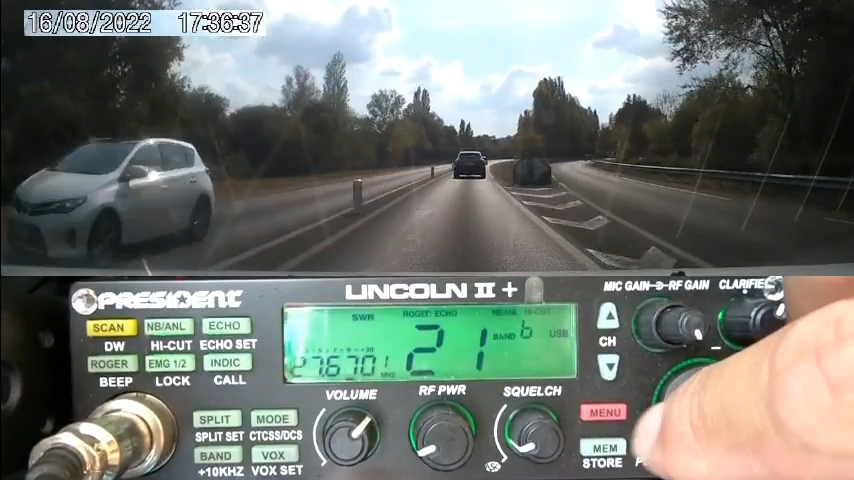 16/08/2022 17:36:37
PRESIDENT
LINCOLN II +
MIC GAIN RF GAIN
SCAN NB/ANL ECHO
DW HI-CUT ECHO SET
ROGER EMG 1/2 INDIC
BEEP LOCK CALL
SWR ROGER ECHO NB/ANL HI-CUT
21 BAND b USB
27.6701 MHz
CH
VOLUME RF PWR SQUELCH
SPLIT MODE
SPLIT SET CTCSS/DCS
BAND VOX
+10KHZ VOX SET
MENU
MEM
STORE